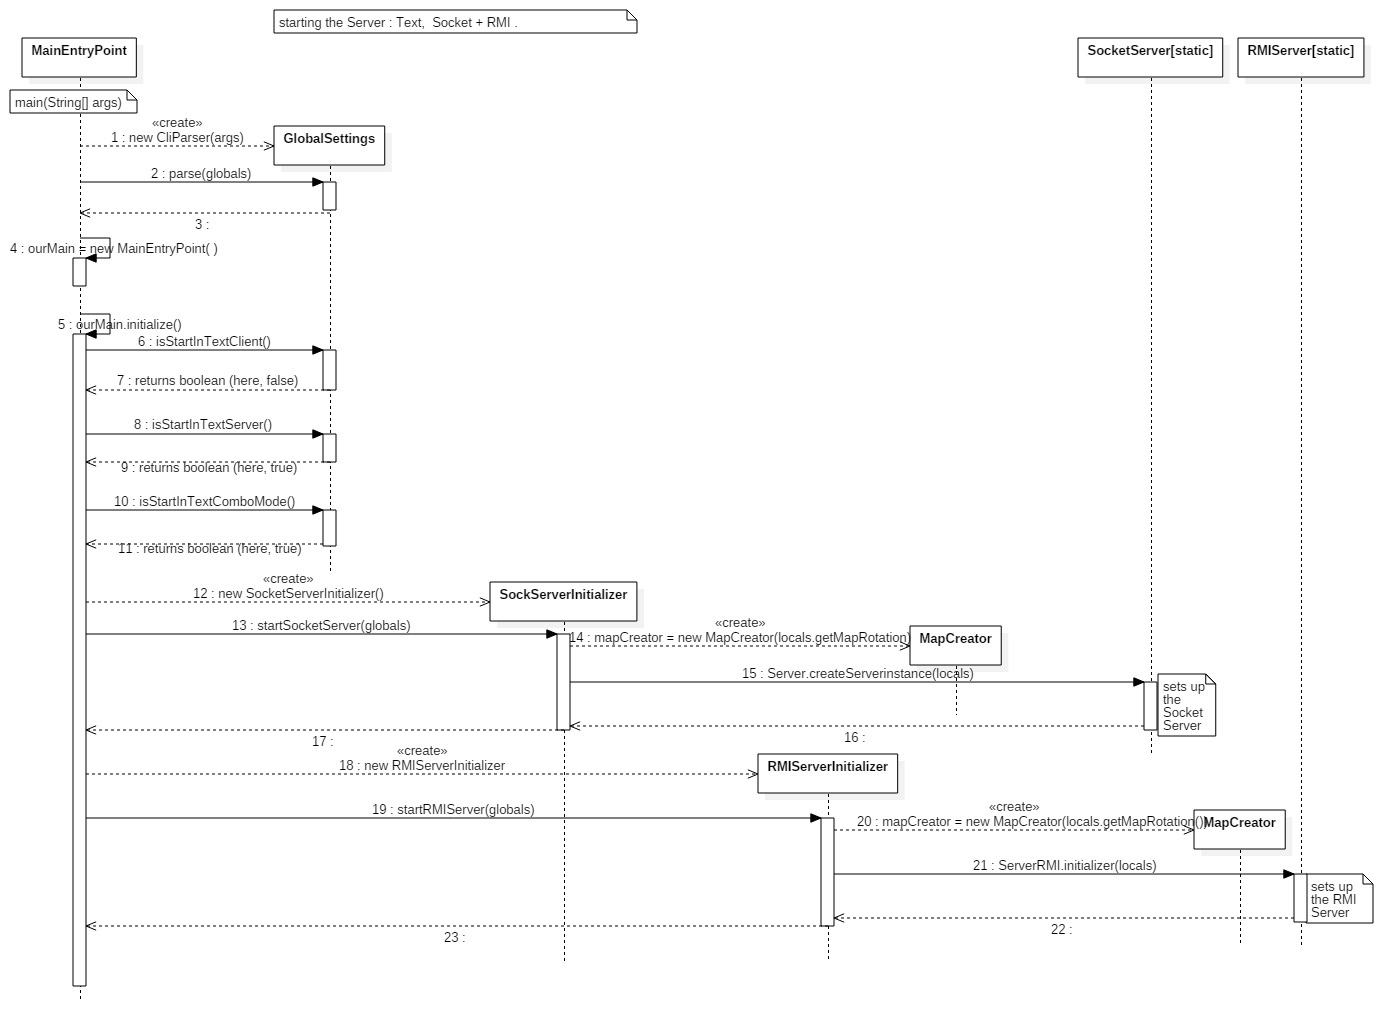 starting the Server : Text,  Socket + RMI .
MainEntryPoint
SocketServer[static]
RMIServer[static]
main(String[] args)
«create»
1 : new CliParser(args)
GlobalSettings
2 : parse(globals)
3 :
4 : ourMain = new MainEntryPoint( )
5 : ourMain.initialize()
6 : isStartInTextClient()
7 : returns boolean (here, false)
8 : isStartInTextServer()
9 : returns boolean (here, true)
10 : isStartInTextComboMode()
11 : returns boolean (here, true)
«create»
12 : new SocketServerInitializer()
SockServerInitializer
13 : startSocketServer(globals)
«create»
14 : mapCreator = new MapCreator(locals.getMapRotation)
MapCreator
15 : Server.createServerinstance(locals)
sets up
the
Socket
Server
16 :
17 :
«create»
18 : new RMIServerInitializer
RMIServerInitializer
19 : startRMIServer(globals)
«create»
20 : mapCreator = new MapCreator(locals.getMapRotation())
MapCreator
21 : ServerRMI.initializer(locals)
sets up
the RMI
Server
22 :
23 :